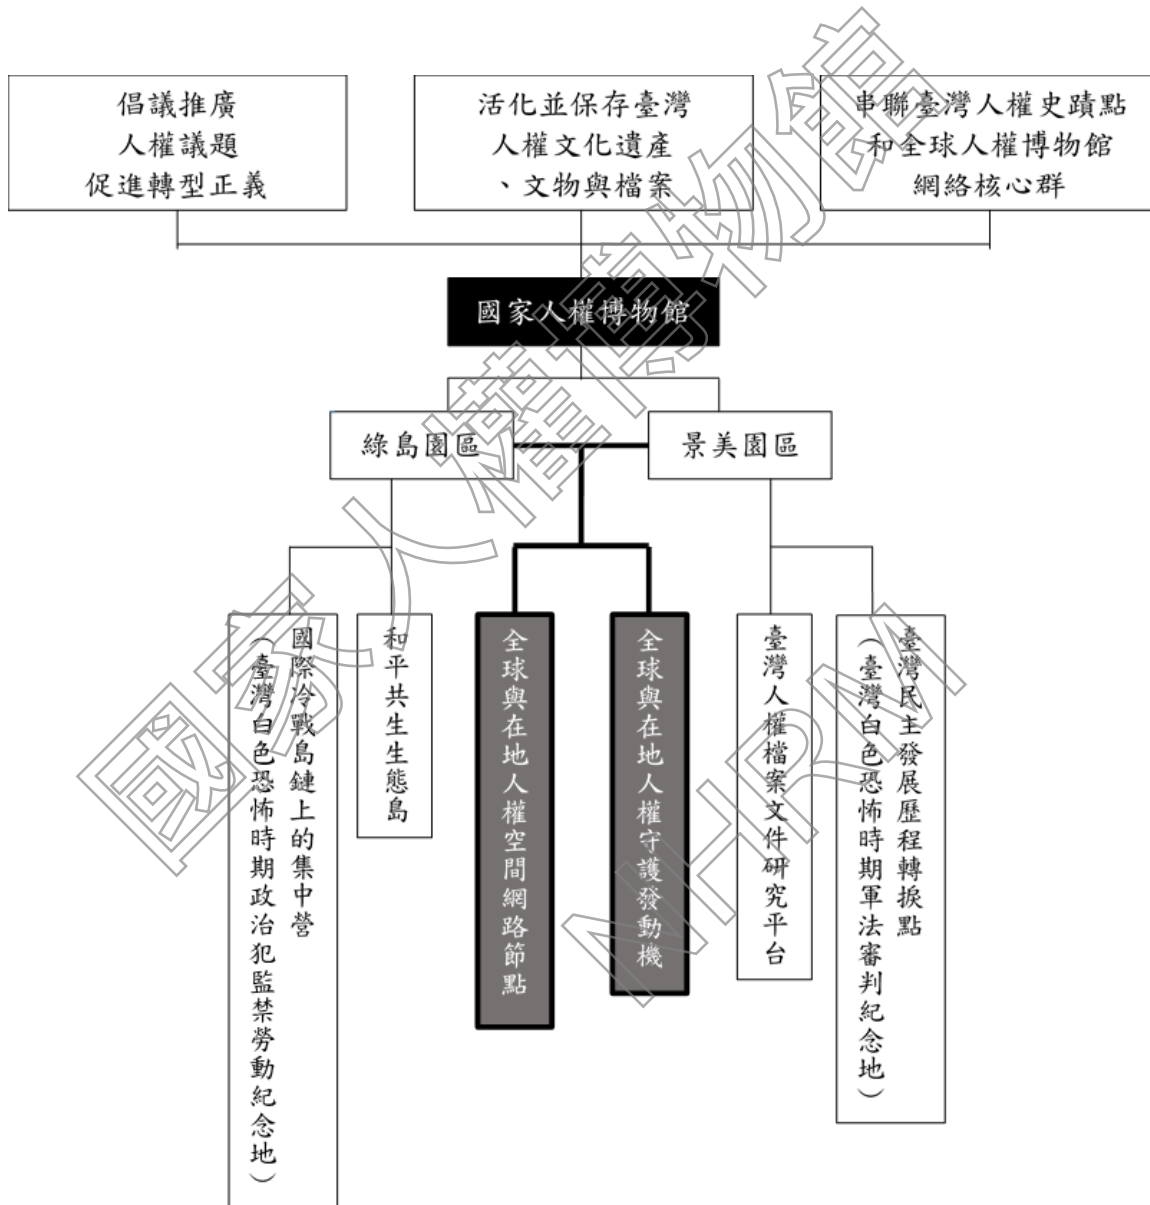 倡議推廣
人權議題
促進轉型正義
活化並保存臺灣
人權文化遺產
、文物與檔案
串聯臺灣人權史蹟點
和全球人權博物館
網絡核心群
國家人權博物館
綠島園區
景美園區
國際冷戰島鏈上的集中營
（臺灣白色恐怖時期政治犯監禁勞動紀念地）
和平共生生態島
全球與在地人權空間網路節點
全球與在地人權守護發動機
臺灣人權檔案文件研究平台
臺灣民主發展歷程轉捩點
（臺灣白色恐怖時期軍法審判紀念地）
國家人權博物館
NHRM